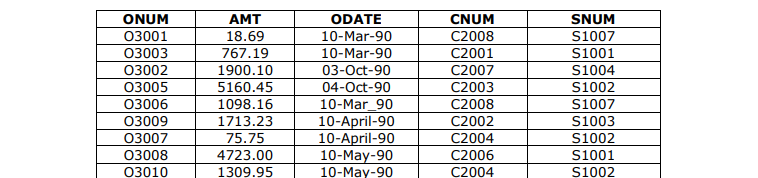 ONUM AMT ODATE CNUM SNUM
O3001 18.69 10-Mar-90 C2008 S1007
O3003 767.19 10-Mar-90 C2001 S1001
O3002 1900.10 03-Oct-90 C2007 S1004
O3005 5160.45 04-Oct-90 C2003 S1002
O3006 1098.16 10-Mar_90 C2008 S1007
O3009 1713.23 10-April-90 C2002 S1003
O3007 75.75 10-April-90 C2004 S1002
O3008 4723.00 10-May-90 C2006 S1001
O3010 1309.95 10-May-90 C2004 S1002